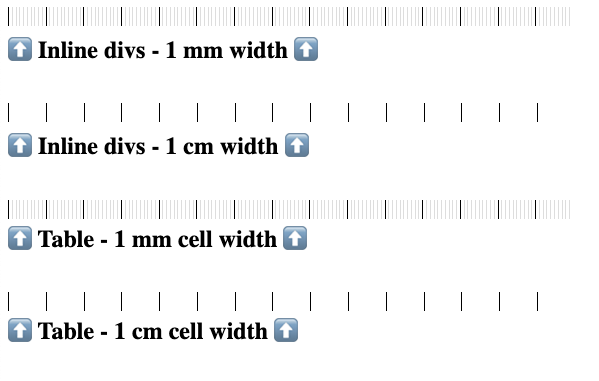 ⬆️ Inline divs - 1 mm width ⬆️
⬆️ Inline divs - 1 cm width ⬆️
⬆️ Table - 1 mm cell width ⬆️
⬆️ Table - 1 cm cell width ⬆️